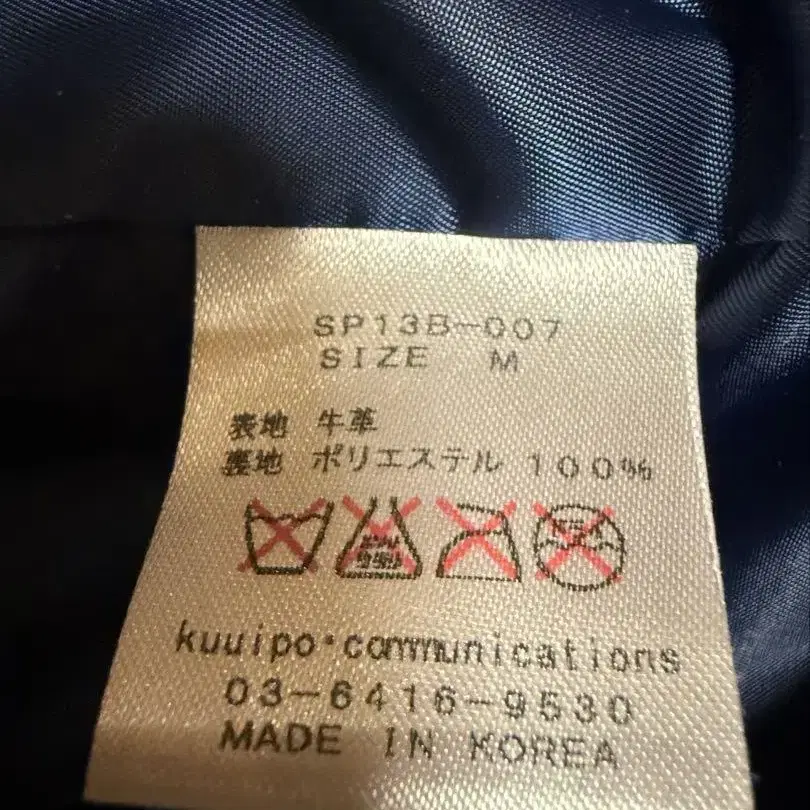 SP13B-007
SIZE M
表地 牛革
裏地 ポリエステル 100%
kuuipo・communications
03-6416-9530
MADE IN KOREA